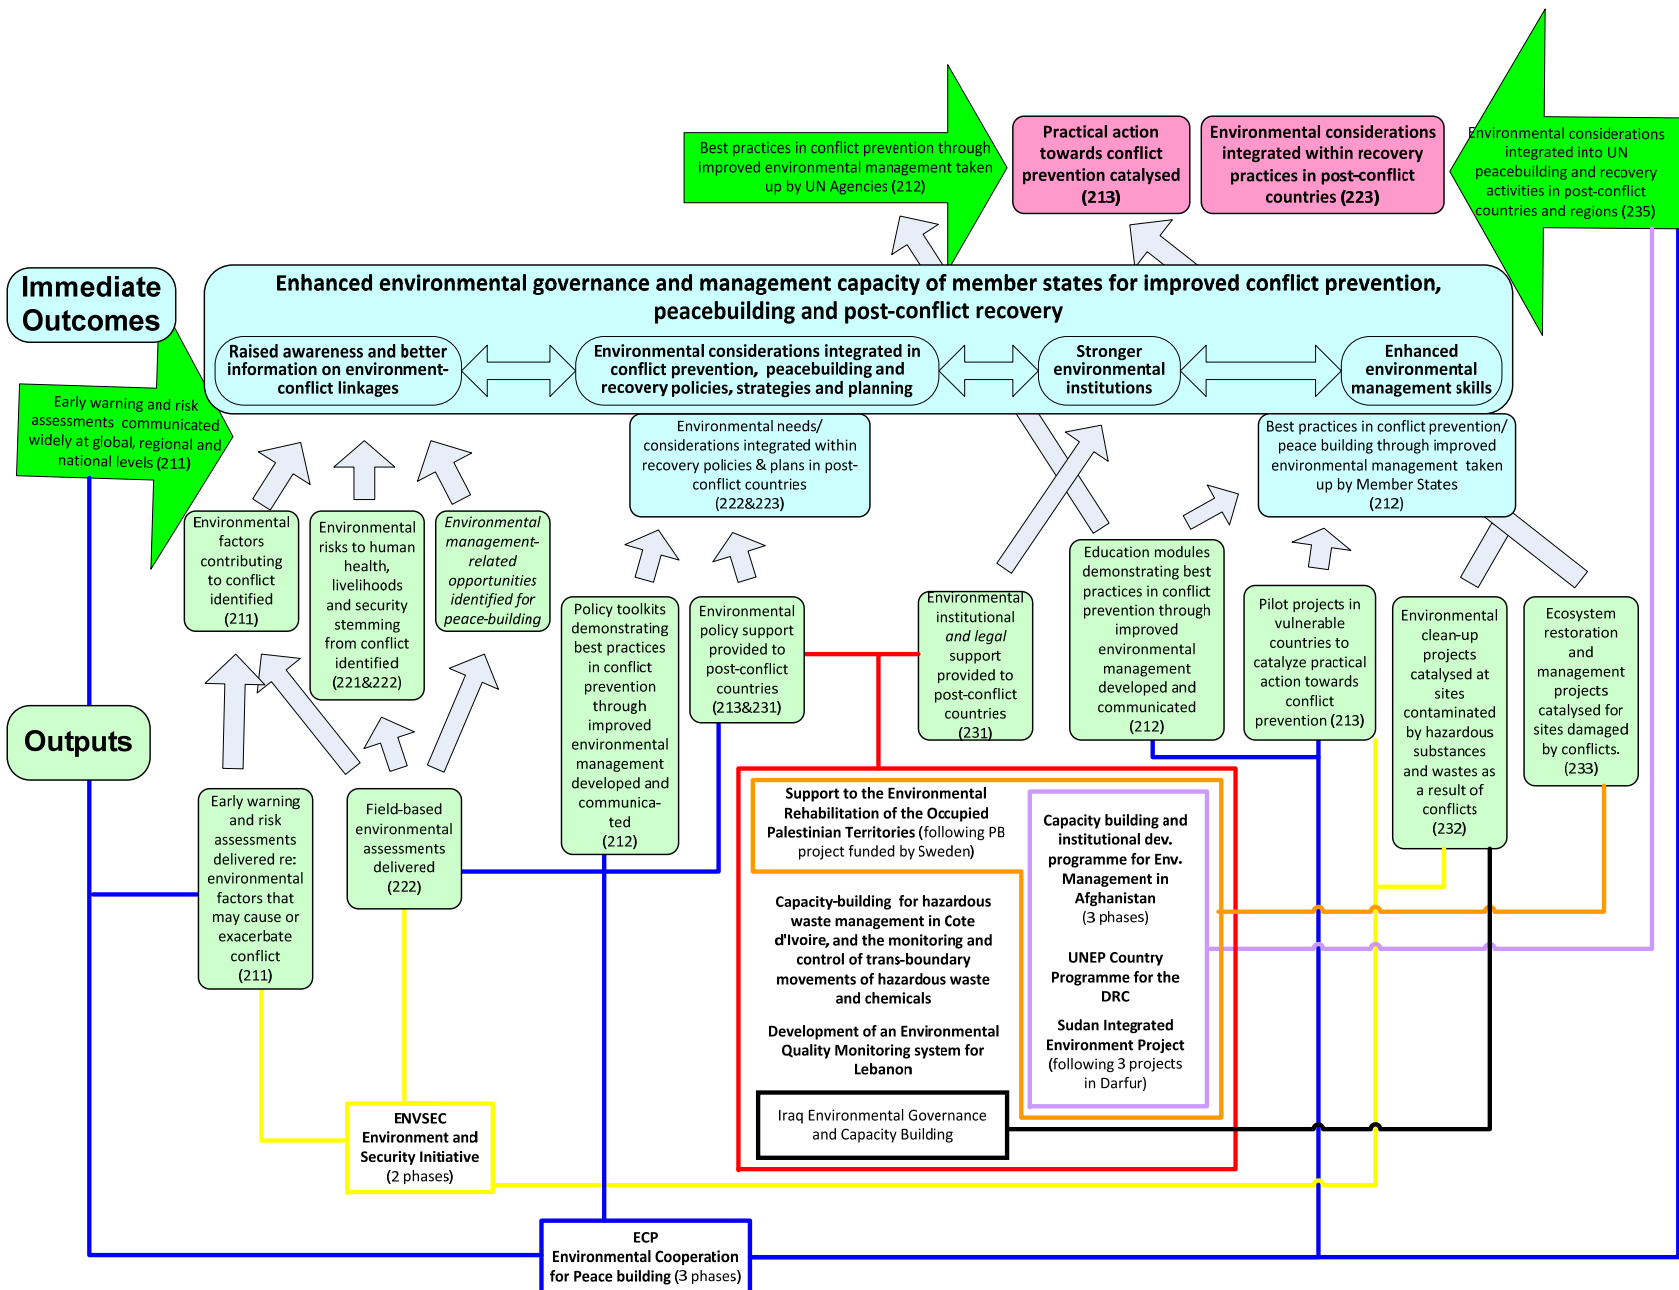 Best practices in conflict prevention through
improved environmental management taken
up by UN Agencies (212)
Practical action
towards conflict
prevention catalysed
(213)
Environmental considerations
integrated within recovery
practices in post-conflict
countries (223)
Environmental considerations
integrated into UN
peacebuilding and recovery
activities in post-conflict
countries and regions (235)
Immediate
Outcomes
Enhanced environmental governance and management capacity of member states for improved conflict prevention,
peacebuilding and post-conflict recovery
Raised awareness and better
information on environment-
conflict linkages
Environmental considerations integrated in
conflict prevention, peacebuilding and
recovery policies, strategies and planning
Stronger
environmental
institutions
Enhanced
environmental
management skills
Early warning and risk
assessments communicated
widely at global, regional and
national levels (211)
Environmental needs/
considerations integrated within
recovery policies & plans in post-
conflict countries
(222&223)
Best practices in conflict prevention/
peace building through improved
environmental management taken
up by Member States
(212)
Environmental
factors
contributing
to conflict
identified
(211)
Environmental
risks to human
health,
livelihoods
and security
stemming
from conflict
identified
(221&222)
Environmental
management-
related
opportunities
identified for
peace-building
Policy toolkits
demonstrating
best practices
in conflict
prevention
through
improved
environmental
management
developed and
communica-
ted
(212)
Environmental
policy support
provided to
post-conflict
countries
(213&231)
Environmental
institutional
and legal
support
provided to
post-conflict
countries
(231)
Education modules
demonstrating best
practices in conflict
prevention through
improved
environmental
management
developed and
communicated
(212)
Pilot projects in
vulnerable
countries to
catalyze practical
action towards
conflict
prevention (213)
Environmental
clean-up
projects
catalysed at
sites
contaminated
by hazardous
substances
and wastes as
a result of
conflicts
(232)
Ecosystem
restoration
and
management
projects
catalysed for
sites damaged
by conflicts.
(233)
Outputs
Early warning
and risk
assessments
delivered re:
environmental
factors that
may cause or
exacerbate
conflict
(211)
Field-based
environmental
assessments
delivered
(222)
Support to the Environmental
Rehabilitation of the Occupied
Palestinian Territories (following PB
project funded by Sweden)
Capacity-building for hazardous
waste management in Cote
d'Ivoire, and the monitoring and
control of trans-boundary
movements of hazardous waste
and chemicals
Development of an Environmental
Quality Monitoring system for
Lebanon
Iraq Environmental Governance
and Capacity Building
Capacity building and
institutional dev.
programme for Env.
Management in
Afghanistan
(3 phases)
UNEP Country
Programme for the
DRC
Sudan Integrated
Environment Project
(following 3 projects
in Darfur)
ENVSEC
Environment and
Security Initiative
(2 phases)
ECP
Environmental Cooperation
for Peace building (3 phases)